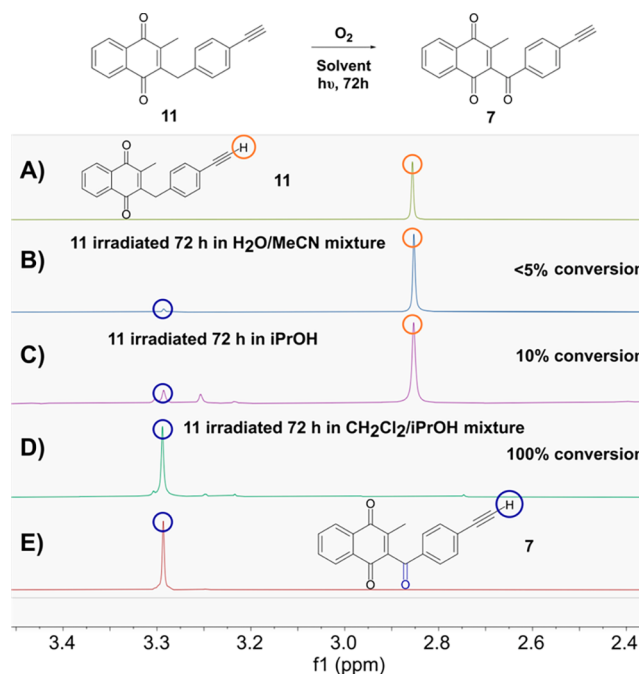 O
O
11
O₂
Solvent
hυ, 72h
O
O
O
7
A)
O
O
H
11
B)
11 irradiated 72 h in H₂O/MeCN mixture
<5% conversion
C)
11 irradiated 72 h in iPrOH
10% conversion
D)
11 irradiated 72 h in CH₂Cl₂/iPrOH mixture
100% conversion
E)
O
O
O
H
7
3.4 3.3 3.2 3.0 2.8 2.6 2.4
f1 (ppm)